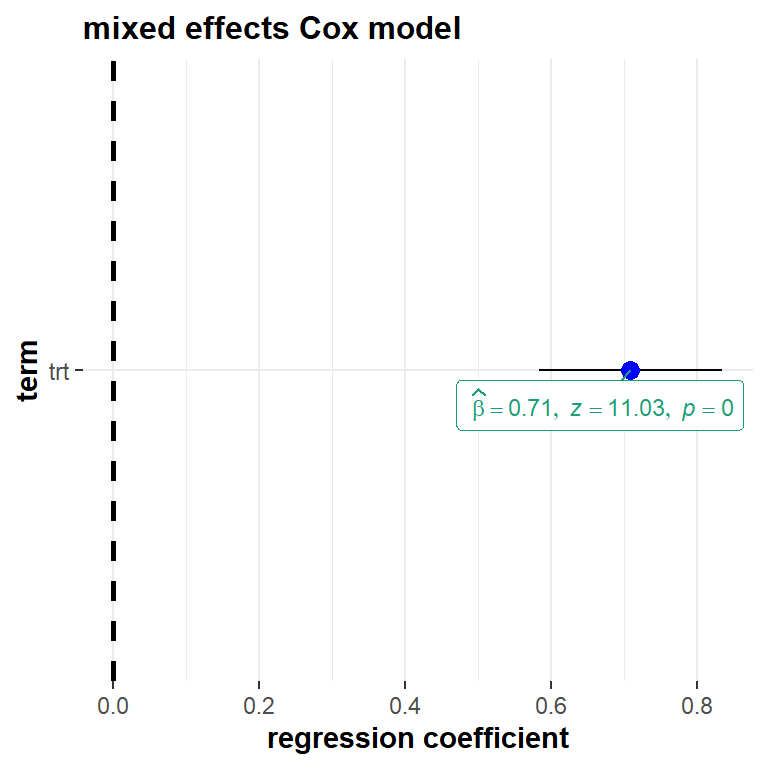 mixed effects Cox model
term
trt
β̂ = 0.71, z = 11.03, p = 0
0.0 0.2 0.4 0.6 0.8
regression coefficient